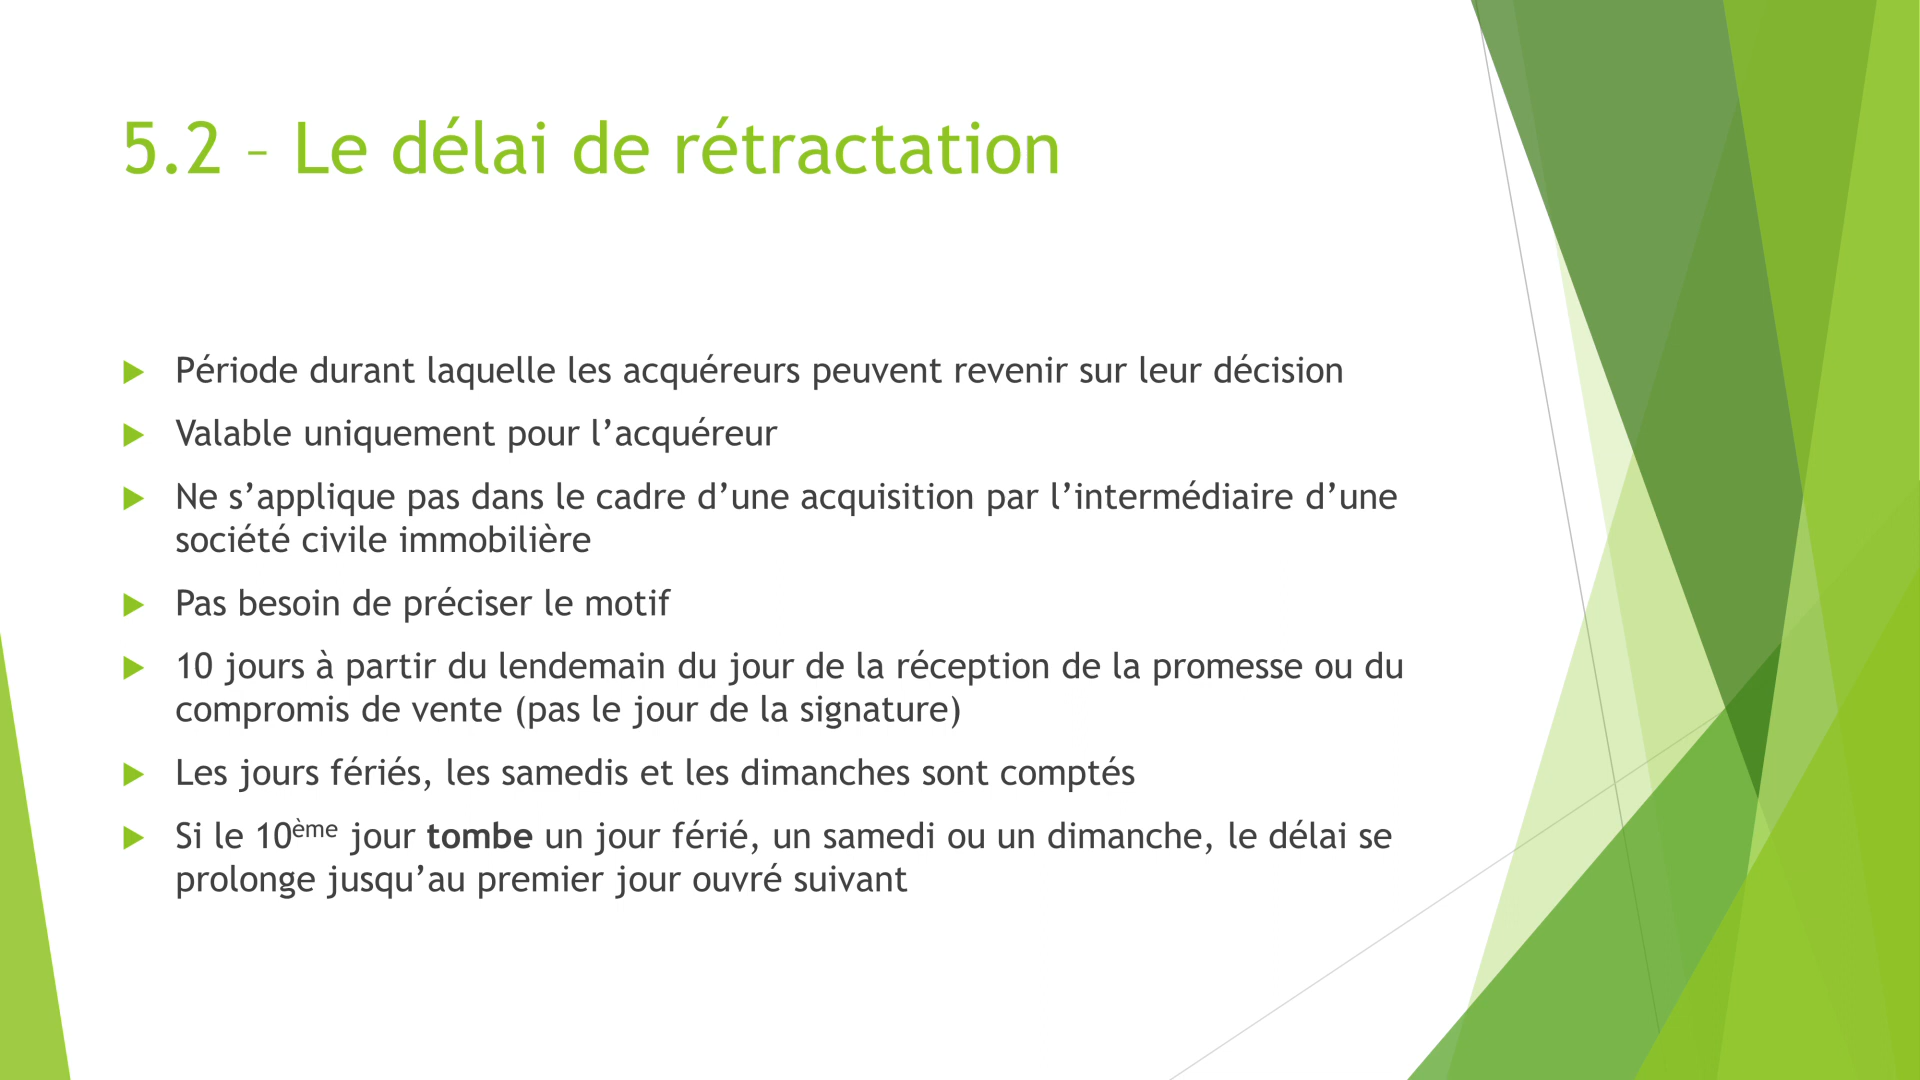 5.2 – Le délai de rétractation
Période durant laquelle les acquéreurs peuvent revenir sur leur décision
Valable uniquement pour l’acquéreur
Ne s’applique pas dans le cadre d’une acquisition par l’intermédiaire d’une
société civile immobilière
Pas besoin de préciser le motif
10 jours à partir du lendemain du jour de la réception de la promesse ou du
compromis de vente (pas le jour de la signature)
Les jours fériés, les samedis et les dimanches sont comptés
Si le 10ème jour tombe un jour férié, un samedi ou un dimanche, le délai se
prolonge jusqu’au premier jour ouvré suivant